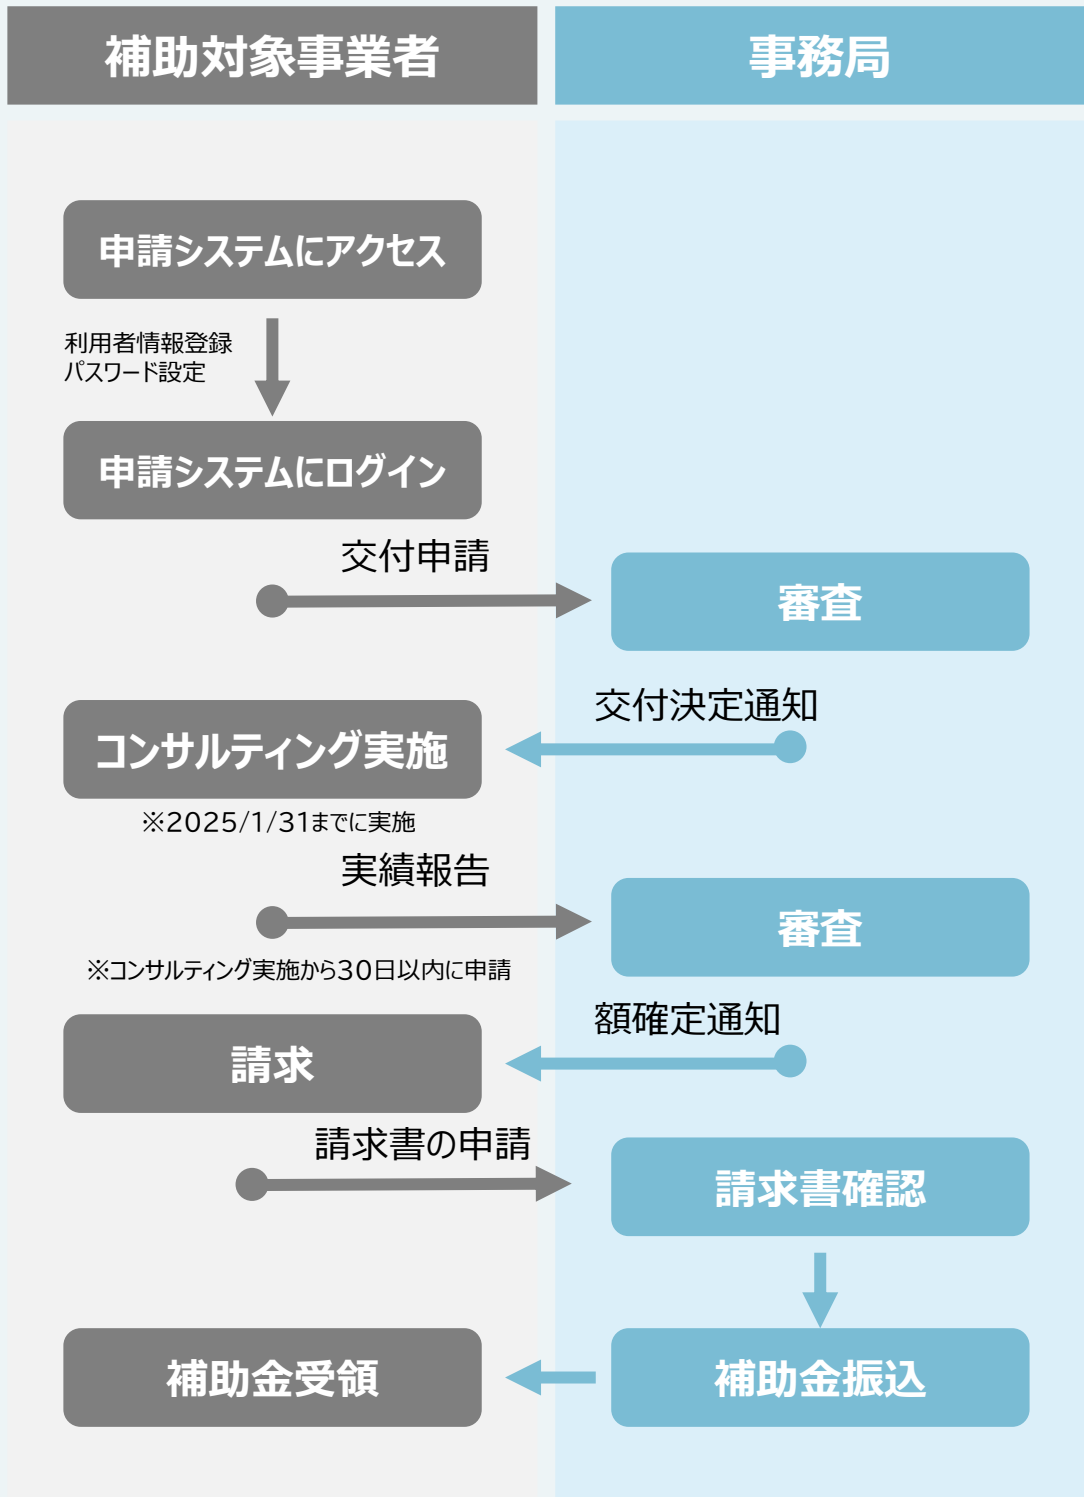 補助対象事業者
事務局
申請システムにアクセス
利用者情報登録
パスワード設定
申請システムにログイン
交付申請
審査
交付決定通知
コンサルティング実施
※2025/1/31までに実施
実績報告
審査
※コンサルティング実施から30日以内に申請
額確定通知
請求
請求書の申請
請求書確認
補助金受領
補助金振込